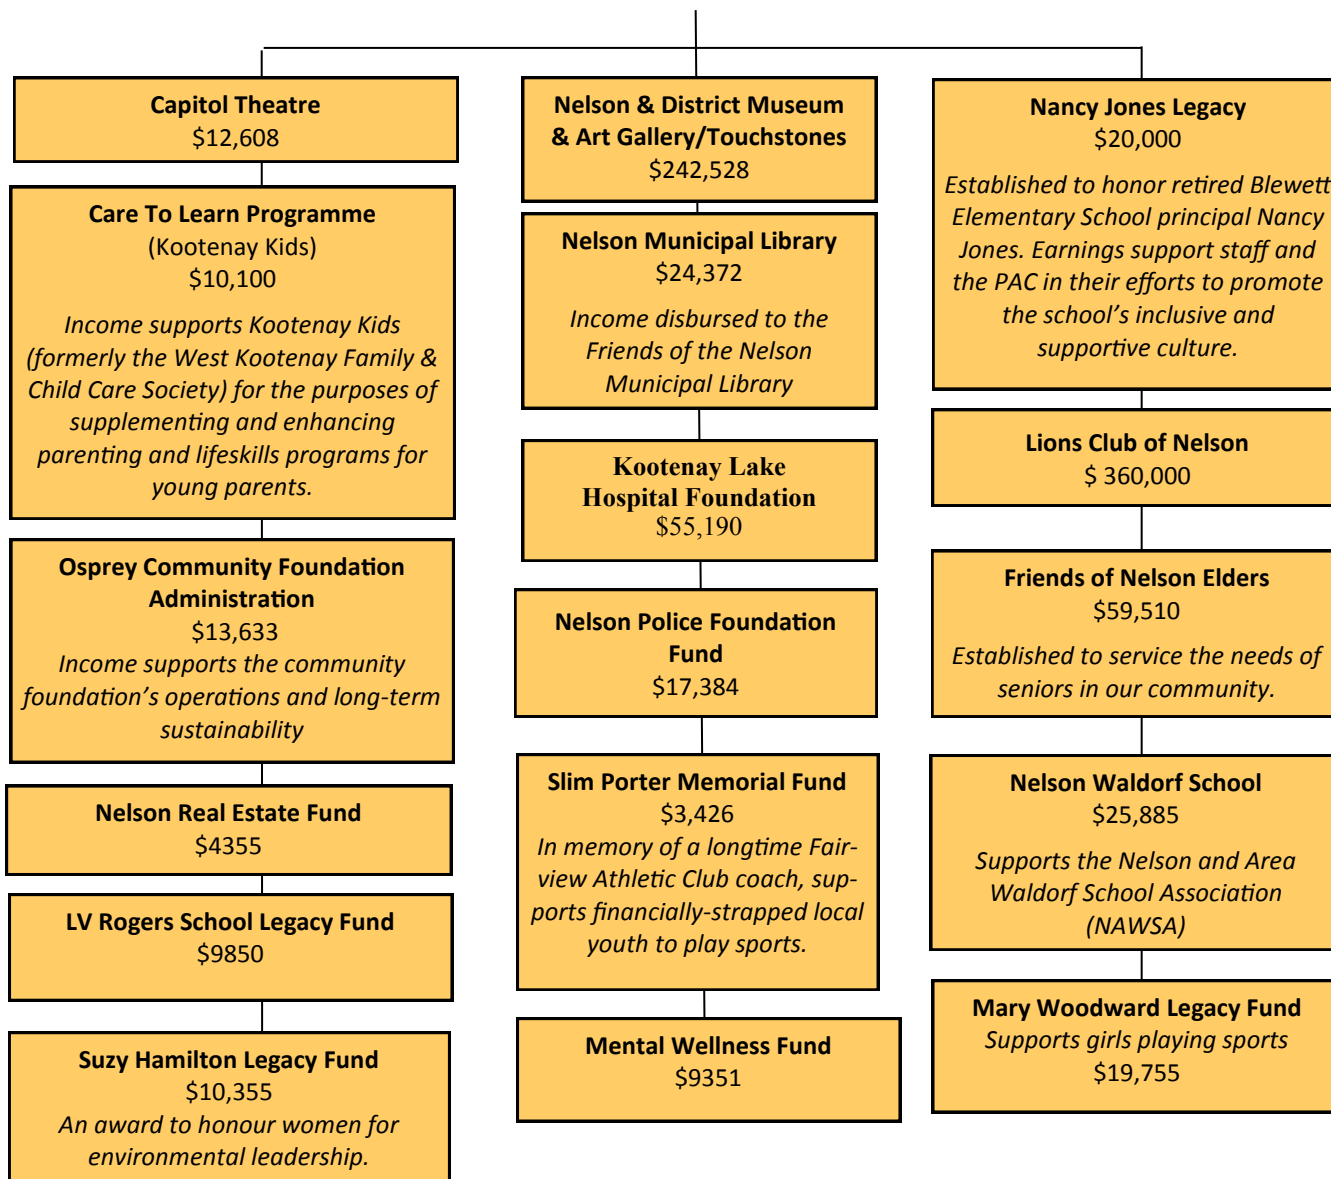 Capitol Theatre
$12,608
Care To Learn Programme
(Kootenay Kids)
$10,100
Income supports Kootenay Kids
(formerly the West Kootenay Family &
Child Care Society) for the purposes of
supplementing and enhancing
parenting and lifeskills programs for
young parents.
Osprey Community Foundation
Administration
$13,633
Income supports the community
foundation's operations and long-term
sustainability
Nelson Real Estate Fund
$4355
LV Rogers School Legacy Fund
$9850
Suzy Hamilton Legacy Fund
$10,355
An award to honour women for
environmental leadership.
Nelson & District Museum
& Art Gallery/Touchstones
$242,528
Nelson Municipal Library
$24,372
Income disbursed to the
Friends of the Nelson
Municipal Library
Kootenay Lake
Hospital Foundation
$55,190
Nelson Police Foundation
Fund
$17,384
Slim Porter Memorial Fund
$3,426
In memory of a longtime Fair-
view Athletic Club coach, sup-
ports financially-strapped local
youth to play sports.
Mental Wellness Fund
$9351
Nancy Jones Legacy
$20,000
Established to honor retired Blewett
Elementary School principal Nancy
Jones. Earnings support staff and
the PAC in their efforts to promote
the school's inclusive and
supportive culture.
Lions Club of Nelson
$ 360,000
Friends of Nelson Elders
$59,510
Established to service the needs of
seniors in our community.
Nelson Waldorf School
$25,885
Supports the Nelson and Area
Waldorf School Association
(NAWSA)
Mary Woodward Legacy Fund
Supports girls playing sports
$19,755